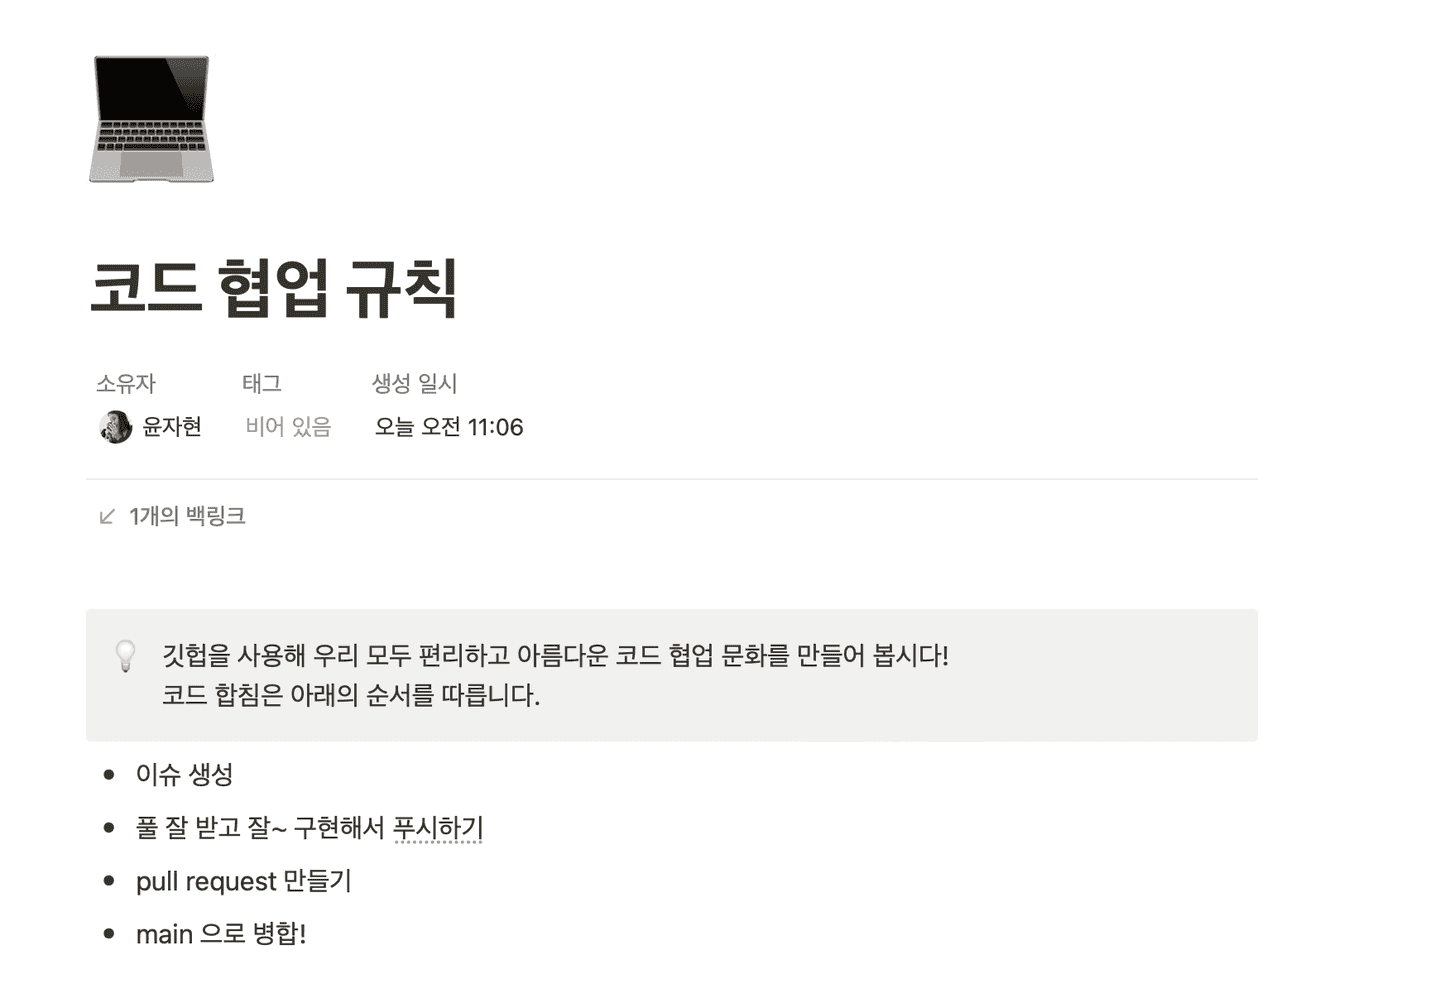 코드 협업 규칙
소유자 태그 생성 일시
윤자현 비어 있음 오늘 오전 11:06
1개의 백링크
깃헙을 사용해 우리 모두 편리하고 아름다운 코드 협업 문화를 만들어 봅시다!
코드 합침은 아래의 순서를 따릅니다.
• 이슈 생성
• 풀 잘 받고 잘~ 구현해서 푸시하기
• pull request 만들기
• main 으로 병합!